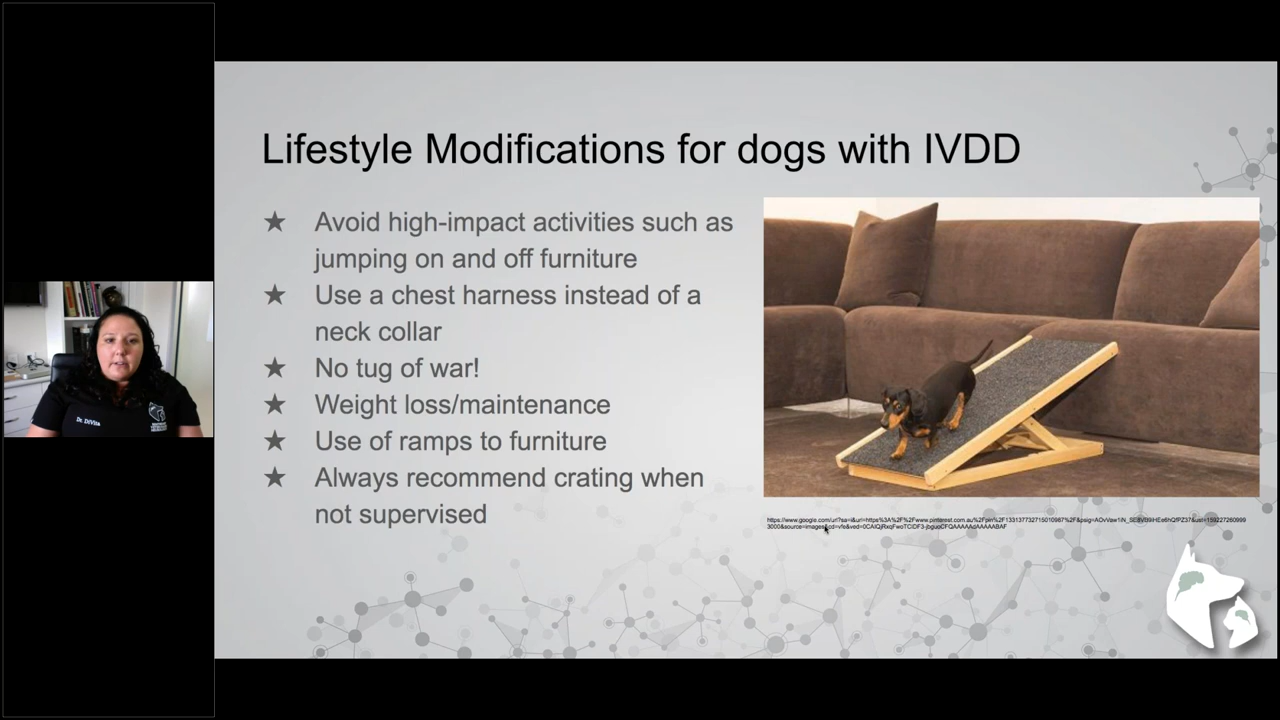 Lifestyle Modifications for dogs with IVDD
★ Avoid high-impact activities such as
jumping on and off furniture
★ Use a chest harness instead of a
neck collar
★ No tug of war!
★ Weight loss/maintenance
★ Use of ramps to furniture
★ Always recommend crating when
not supervised
Dr. DiVita